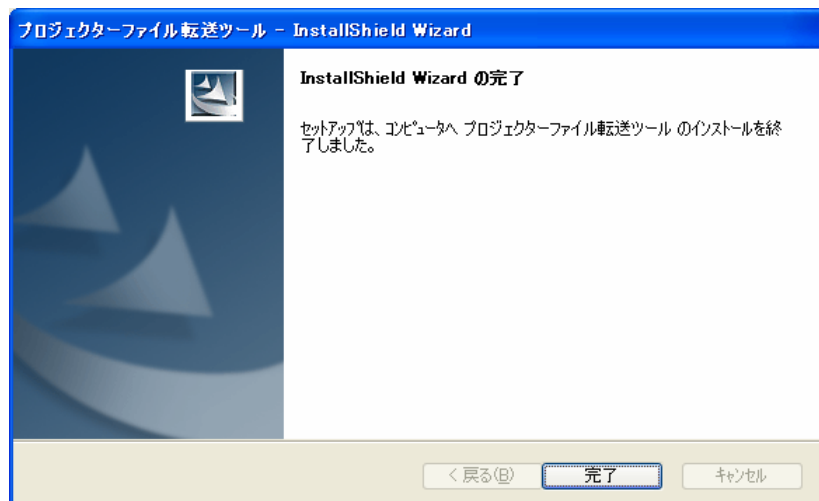 プロジェクターファイル転送ツール - InstallShield Wizard
InstallShield Wizard の完了
ｾｯﾄｱｯﾌﾟは、ｺﾝﾋﾟｭｰﾀへ プロジェクターファイル転送ツール のインストールを終
了しました。
< 戻る(B) 完了 ｷｬﾝｾﾙ